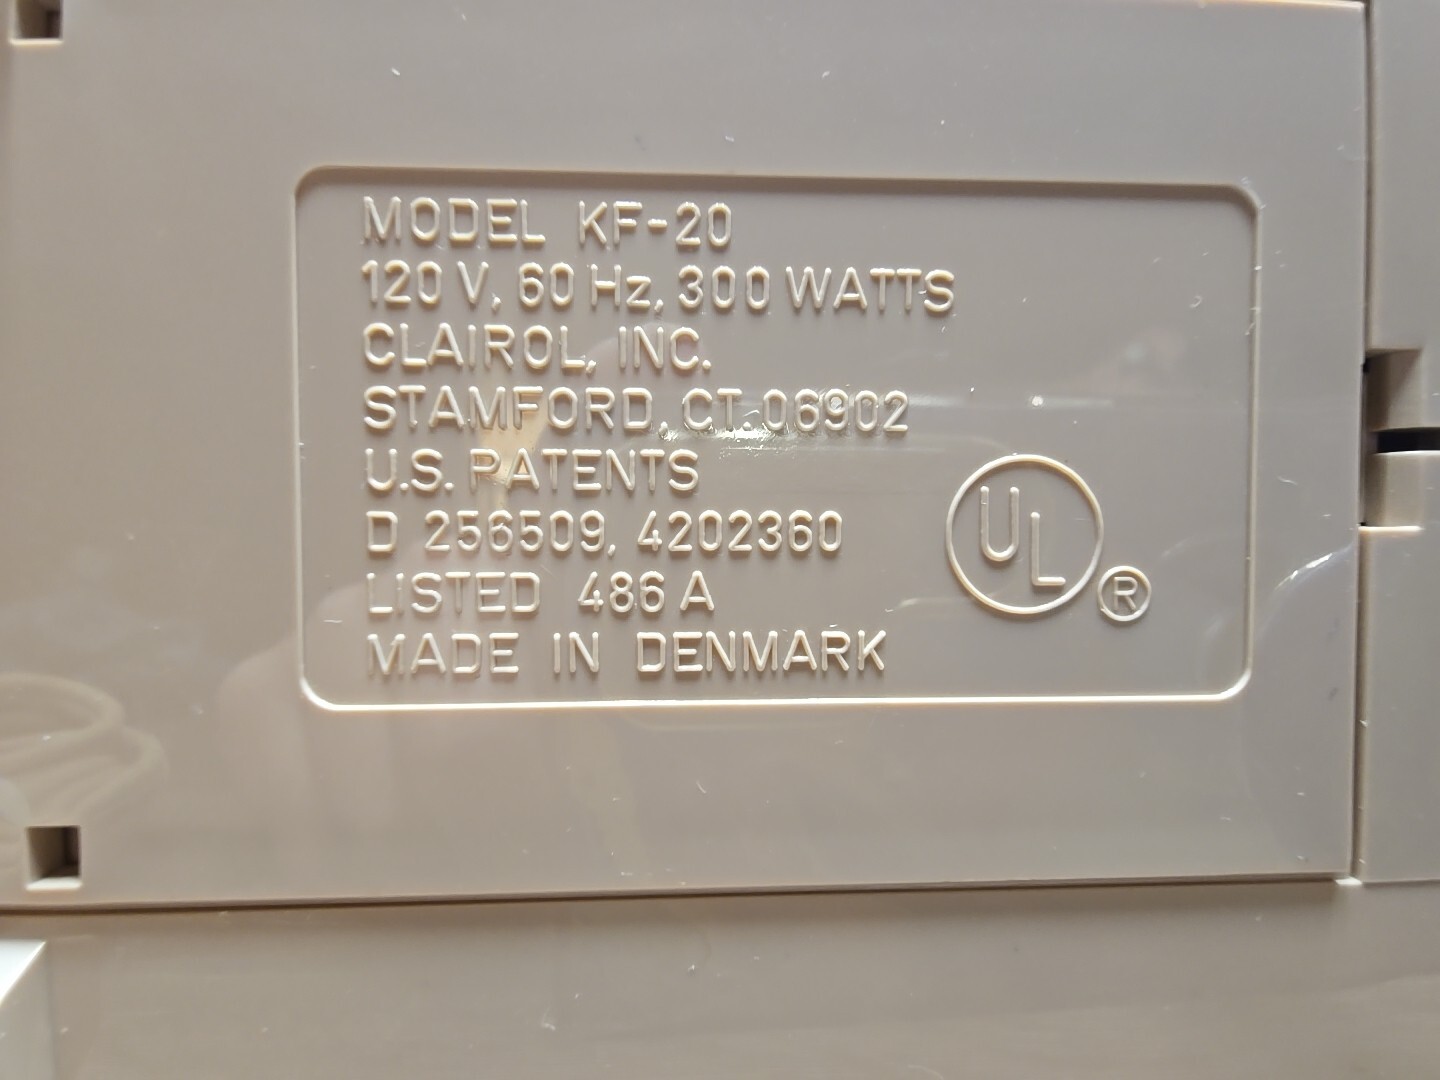 MODEL KF-20
120 V, 60 Hz, 300 WATTS
CLAIROL, INC.
STAMFORD, CT. 06902
U.S. PATENTS
D 256509, 4202360
LISTED 486 A
MADE IN DENMARK
UL
®